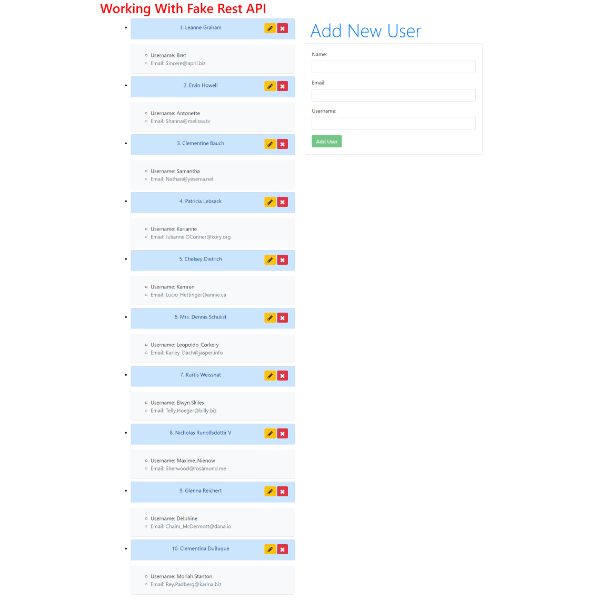 Working With Fake Rest API
1. Leanne Graham
Username: Bret
Email: Sincere@april.biz
2. Ervin Howell
Username: Antonette
Email: Shanna@melissa.tv
3. Clementine Bauch
Username: Samantha
Email: Nathan@yesenia.net
4. Patricia Lebsack
Username: Karianne
Email: Julianne.OConner@kory.org
5. Chelsey Dietrich
Username: Kamren
Email: Lucio_Hettinger@annie.ca
6. Mrs. Dennis Schulist
Username: Leopoldo_Corkery
Email: Karley_Dach@jasper.info
7. Kurtis Weissnat
Username: Elwyn.Skiles
Email: Telly.Hoeger@billy.biz
8. Nicholas Runolfsdottir V
Username: Maxime_Nienow
Email: Sherwood@rosamond.me
9. Glenna Reichert
Username: Delphine
Email: Chaim_McDermott@dana.io
10. Clementina DuBuque
Username: Moriah.Stanton
Email: Rey.Padberg@karina.biz
Add New User
Name:
Email:
Username:
Add User